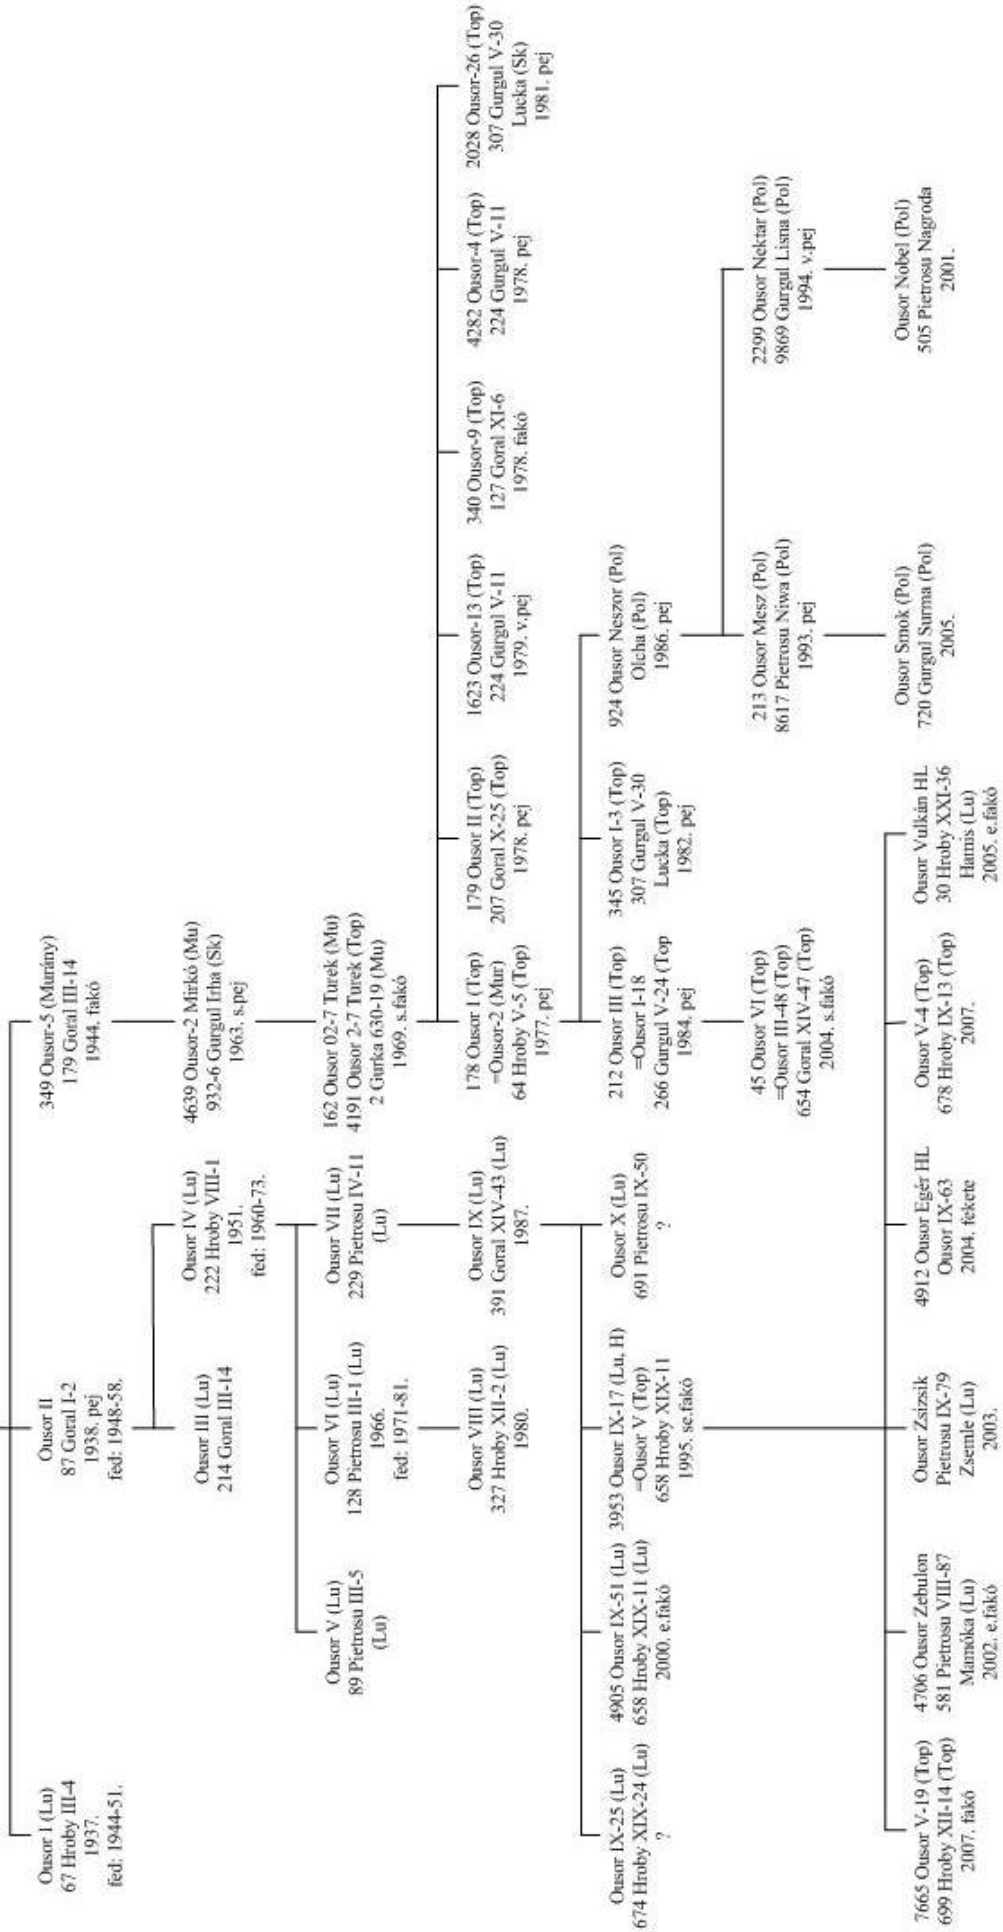 Ousor I (Lu)
67 Hroby III-4
1937.
fed: 1944-51.
Ousor II
87 Goral I-2
1938. pej
fed: 1948-58.
349 Ousor-5 (Murány)
179 Goral III-14
1944. fakó
Ousor III (Lu)
214 Goral III-14
Ousor IV (Lu)
222 Hroby VIII-1
1951.
fed: 1960-73.
4639 Ousor-2 Mirkó (Mu)
932-6 Gurgul Irha (Sk)
1963. s.pej
Ousor V (Lu)
89 Pietrosu III-5
(Lu)
Ousor VI (Lu)
128 Pietrosu III-1 (Lu)
1966.
fed: 1971-81.
Ousor VII (Lu)
229 Pietrosu IV-11
(Lu)
162 Ousor 02-7 Turek (Mu)
4191 Ousor 2-7 Turek (Top)
2 Gurka 630-19 (Mu)
1969. s.fakó
Ousor VIII (Lu)
327 Hroby XII-2 (Lu)
1980.
Ousor IX (Lu)
391 Goral XIV-43 (Lu)
1987.
178 Ousor 1 (Top)
=Ousor-2 (Mur)
64 Hroby V-5 (Top)
1977. pej
179 Ousor II (Top)
207 Goral X-25 (Top)
1978. pej
1623 Ousor-13 (Top)
224 Gurgul V-11
1979. v.pej
340 Ousor-9 (Top)
127 Goral XI-6
1978. fakó
4282 Ousor-4 (Top)
224 Gurgul V-11
1978. pej
2028 Ousor-26 (Top)
307 Gurgul V-30
Lucka (Sk)
1981. pej
Ousor IX-25 (Lu)
674 Hroby XIX-24 (Lu)
?
4905 Ousor IX-51 (Lu)
658 Hroby XIX-11 (Lu)
2000. e.fakó
3953 Ousor IX-17 (Lu, H)
=Ousor V (Top)
658 Hroby XIX-11
1995. sc.fakó
Ousor X (Lu)
691 Pietrosu IX-50
?
212 Ousor III (Top)
=Ousor I-18
266 Gurgul V-24 (Top
1984. pej
345 Ousor I-3 (Top)
307 Gurgul V-30
Lucka (Top)
1982. pej
924 Ousor Neszor (Pol)
Olcha (Pol)
1986. pej
45 Ousor VI (Top)
=Ousor III-48 (Top)
654 Goral XIV-47 (Top)
2004. s.fakó
213 Ousor Mesz (Pol)
8617 Pietrosu Niwa (Pol)
1993. pej
2299 Ousor Nektar (Pol)
9869 Gurgul Lisna (Pol)
1994. v.pej
7665 Ousor V-19 (Top)
699 Hroby XII-14 (Top)
2007. fakó
4706 Ousor Zebulon
581 Pietrosu VIII-87
Mamóka (Lu)
2002. e.fakó
Ousor Zsizsik
Pietrosu IX-79
Zsemle (Lu)
2003.
4912 Ousor Egér HL
Ousor IX-63
2004. fekete
Ousor V-4 (Top)
678 Hroby IX-13 (Top)
2007.
Ousor Vulkán HL
30 Hroby XXI-36
Harnis (Lu)
2005. e.fakó
Ousor Smok (Pol)
720 Gurgul Surma (Pol)
2005.
Ousor Nobel (Pol)
505 Pietrosu Nagroda
2001.